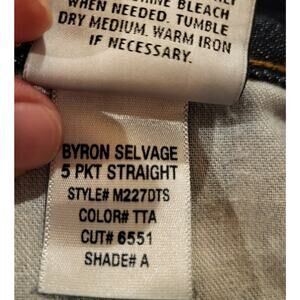 BLEACH
WHEN NEEDED. TUMBLE
DRY MEDIUM. WARM IRON
IF NECESSARY.
BYRON SELVAGE
5 PKT STRAIGHT
STYLE# M227DTS
COLOR# TTA
CUT# 6551
SHADE# A